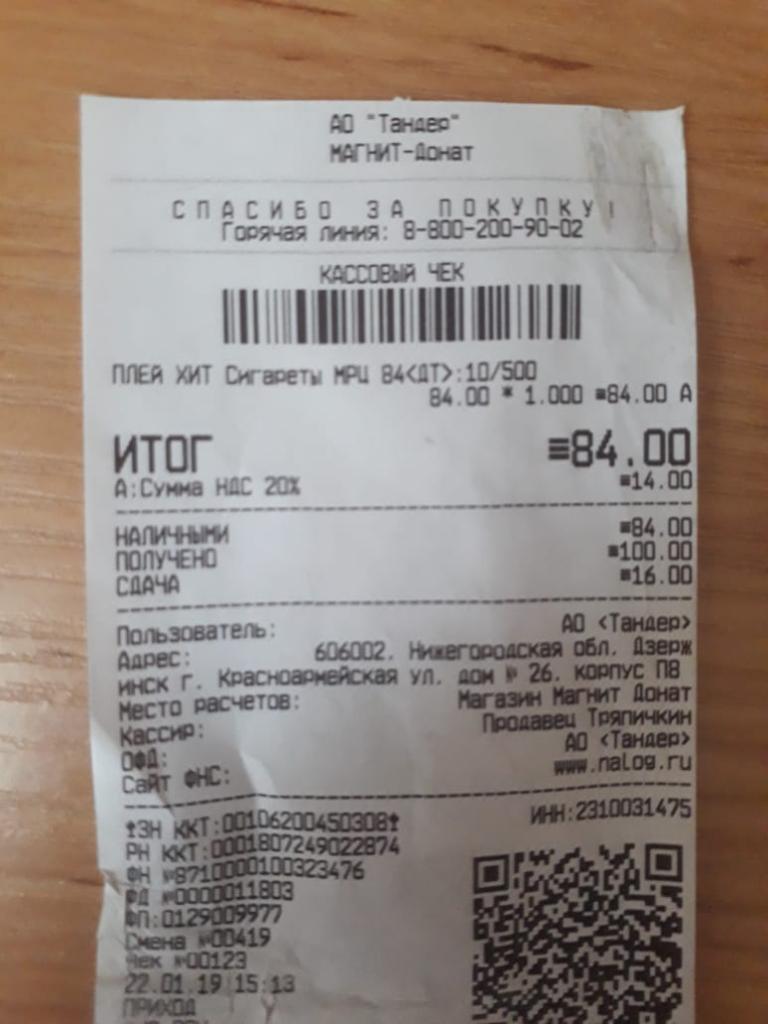 АО "Тандер"
МАГНИТ-Донат
СПАСИБО ЗА ПОКУПКУ!
Горячая линия: 8-800-200-90-02
КАССОВЫЙ ЧЕК
ПЛЕЙ ХИТ Сигареты МРЦ 84<ДТ>:10/500
84.00 * 1.000 =84.00 А
ИТОГ =84.00
А:Сумма НДС 20% =14.00
НАЛИЧНЫМИ =84.00
ПОЛУЧЕНО =100.00
СДАЧА =16.00
Пользователь: АО <Тандер>
Адрес: 606002. Нижегородская обл. Дзерж
инск г. Красноармейская ул. дом № 26. корпус П8
Место расчетов: Магазин Магнит Донат
Кассир: Продавец Тряпичкин
ОФД: АО <Тандер>
Сайт ФНС: www.nalog.ru
ЗН ККТ:00106200450308 ИНН:2310031475
РН ККТ:0001807249022874
ФН №8710000100323476
ФД №0000011803
ФП:0129009977
Смена №00419
Чек №00123
22.01.19 15:13
ПРИХОД